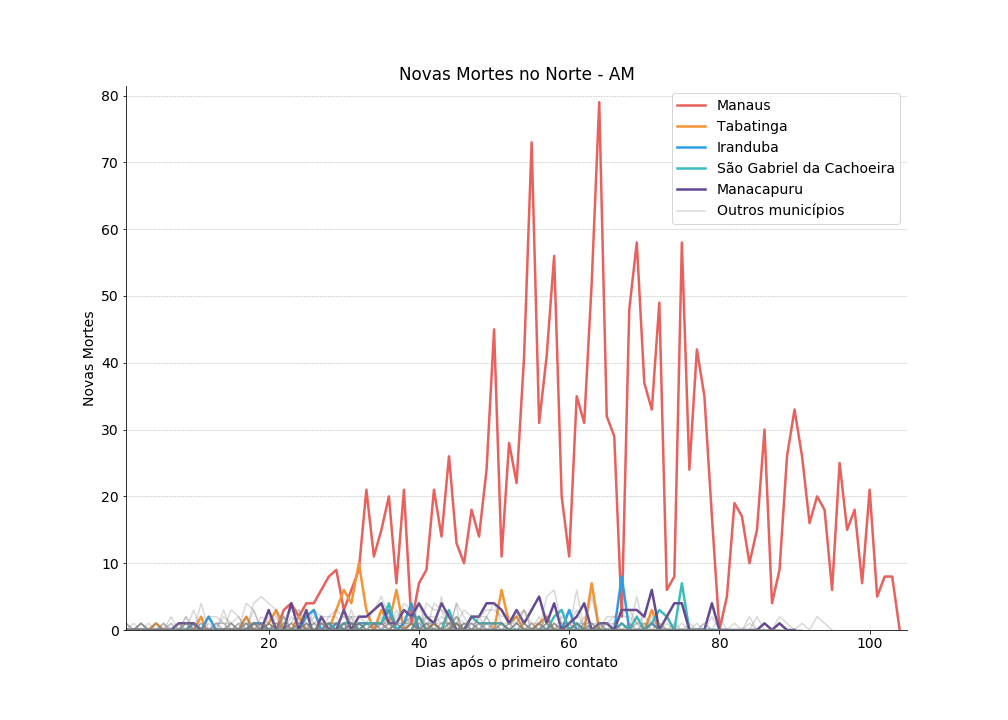 Novas Mortes no Norte - AM
80
70
60
50
40
30
20
10
0
Novas Mortes
Manaus
Tabatinga
Iranduba
São Gabriel da Cachoeira
Manacapuru
Outros municípios
20
40
60
80
100
Dias após o primeiro contato